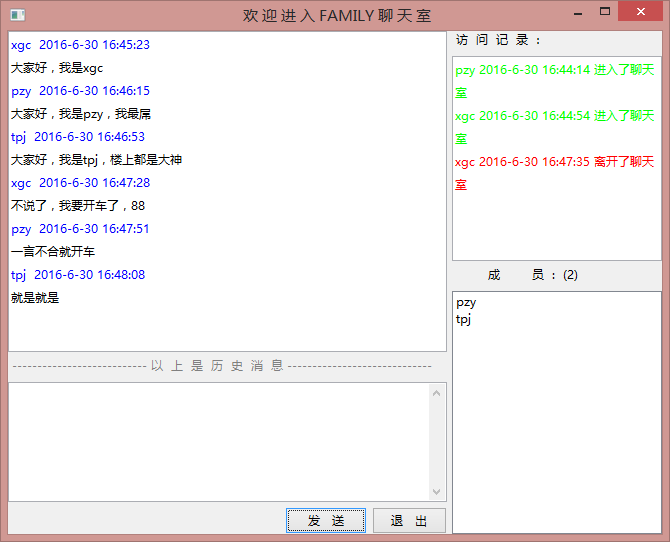 欢迎进入FAMILY聊天室
xgc 2016-6-30 16:45:23
大家好，我是xgc
pzy 2016-6-30 16:46:15
大家好，我是pzy，我最屌
tpj 2016-6-30 16:46:53
大家好，我是tpj，楼上都是大神
xgc 2016-6-30 16:47:28
不说了，我要开车了，88
pzy 2016-6-30 16:47:51
一言不合就开车
tpj 2016-6-30 16:48:08
就是就是
--------------------------- 以 上 是 历 史 消 息 -----------------------------
发 送
退 出
访 问 记 录 ：
pzy 2016-6-30 16:44:14 进入了聊天
室
xgc 2016-6-30 16:44:54 进入了聊天
室
xgc 2016-6-30 16:47:35 离开了聊天
室
成 员 ：(2)
pzy
tpj